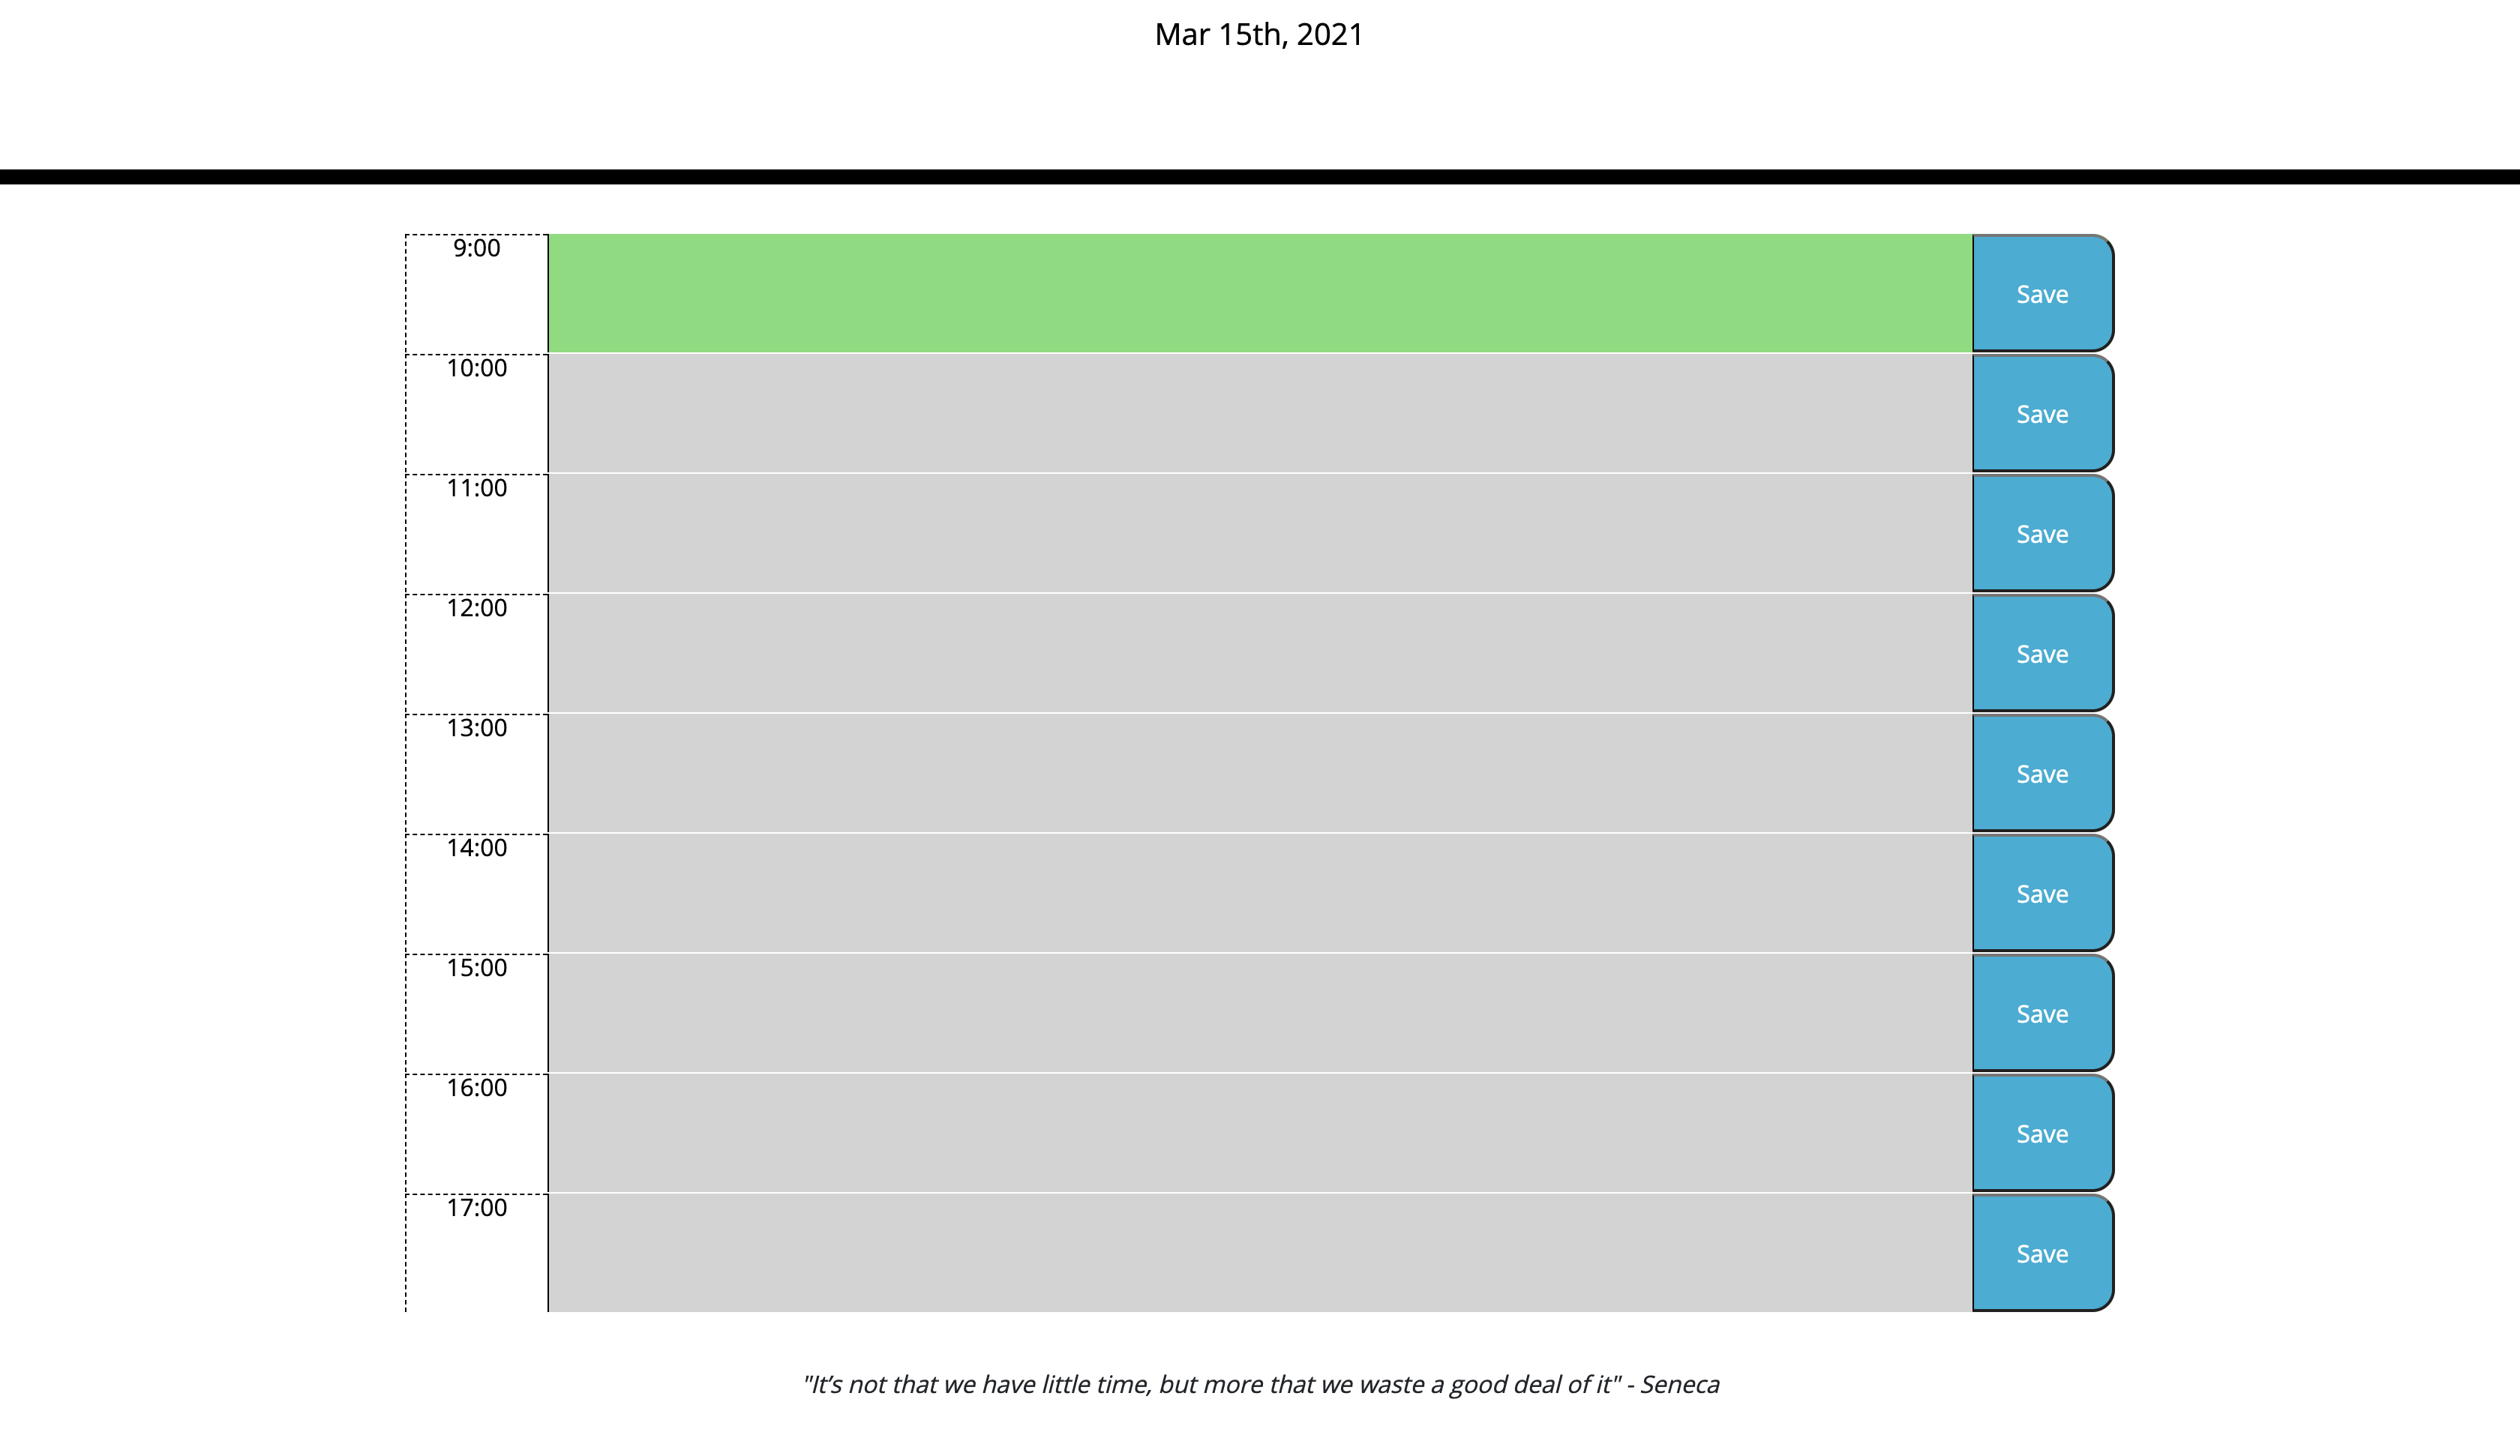 Mar 15th, 2021
9:00
Save
10:00
Save
11:00
Save
12:00
Save
13:00
Save
14:00
Save
15:00
Save
16:00
Save
17:00
Save
"It’s not that we have little time, but more that we waste a good deal of it" - Seneca